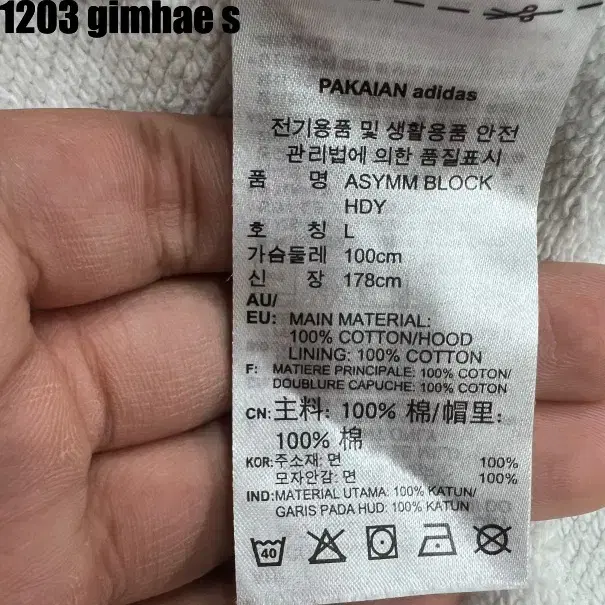 1203 gimhae s
PAKAIAN adidas
전기용품 및 생활용품 안전
관리법에 의한 품질표시
품 명 ASYMM BLOCK
HDY
호 칭 L
가슴둘레 100cm
신 장 178cm
AU/
EU: MAIN MATERIAL:
100% COTTON/HOOD
LINING: 100% COTTON
F: MATIERE PRINCIPALE: 100% COTON/
DOUBLURE CAPUCHE: 100% COTON
CN: 主料: 100% 棉/帽里:
100% 棉
KOR: 주소재: 면 100%
모자안감: 면 100%
IND: MATERIAL UTAMA: 100% KATUN/
GARIS PADA HUD: 100% KATUN
40